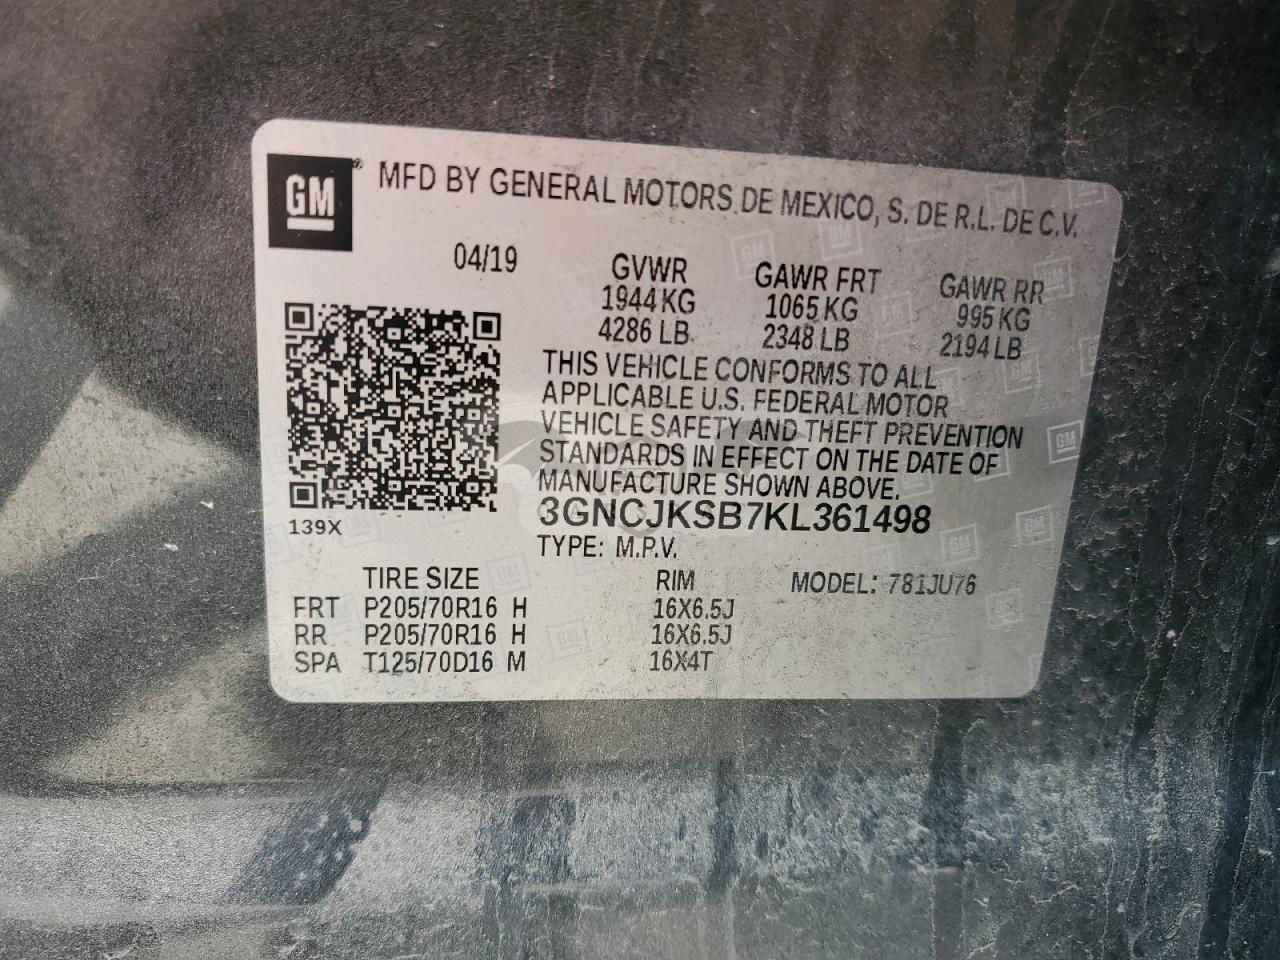 GM ® MFD BY GENERAL MOTORS DE MEXICO, S. DE R.L. DE C.V.
04/19 GVWR GAWR FRT GAWR RR
1944 KG 1065 KG 995 KG
4286 LB 2348 LB 2194 LB
THIS VEHICLE CONFORMS TO ALL
APPLICABLE U.S. FEDERAL MOTOR
VEHICLE SAFETY AND THEFT PREVENTION
STANDARDS IN EFFECT ON THE DATE OF
MANUFACTURE SHOWN ABOVE.
139X
3GNCJKSB7KL361498
TYPE: M.P.V.
TIRE SIZE RIM MODEL: 781JU76
FRT P205/70R16 H 16X6.5J
RR P205/70R16 H 16X6.5J
SPA T125/70D16 M 16X4T